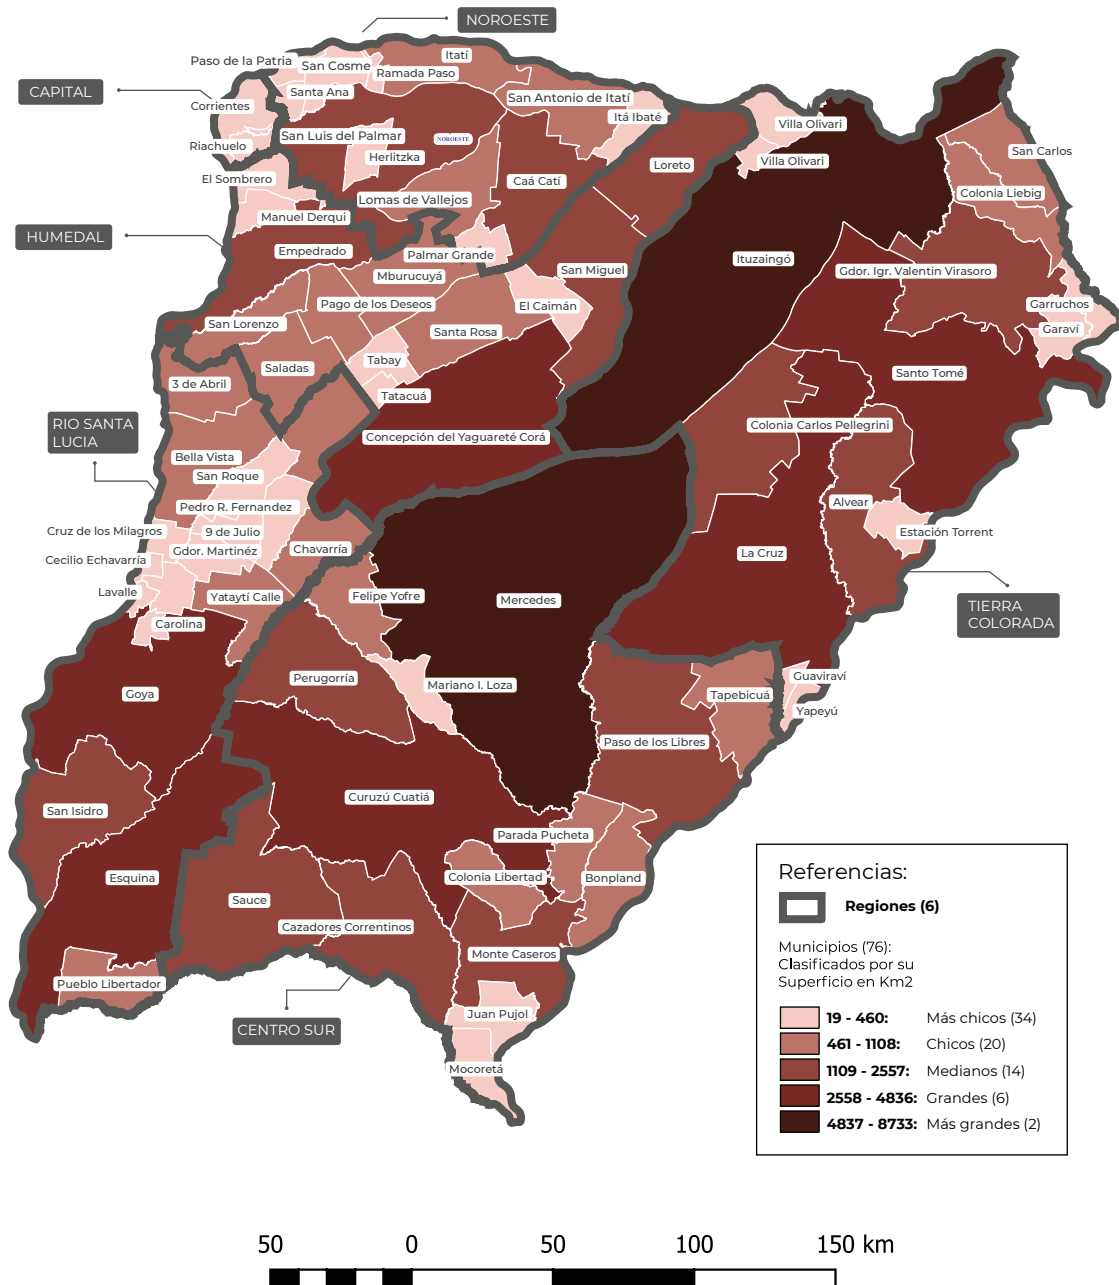 NOROESTE
Paso de la Patria
San Cosme
Itatí
Ramada Paso
CAPITAL
Santa Ana
San Antonio de Itatí
Corrientes
Itá Ibaté
Villa Olivari
San Luis del Palmar
NOROESTE
Riachuelo
Herlitzka
Loreto
Villa Olivari
San Carlos
El Sombrero
Caá Catí
Colonia Liebig
Lomas de Vallejos
Manuel Derqui
HUMEDAL
Empedrado
Palmar Grande
Ituzaingó
San Miguel
Gdor. Igr. Valentin Virasoro
Mburucuyá
Pago de los Deseos
El Caimán
Garruchos
San Lorenzo
Santa Rosa
Garaví
Tabay
Saladas
Santo Tomé
3 de Abril
Tatacuá
RIO SANTA
LUCIA
Concepción del Yaguareté Corá
Colonia Carlos Pellegrini
Bella Vista
San Roque
Pedro R. Fernandez
Alvear
Cruz de los Milagros
9 de Julio
Estación Torrent
Gdor. Martinéz
Chavarría
La Cruz
Cecilio Echavarría
Lavalle
Yataytí Calle
Felipe Yofre
Mercedes
TIERRA
COLORADA
Carolina
Perugorría
Mariano I. Loza
Guaviraví
Goya
Tapebicuá
Yapeyú
Paso de los Libres
Curuzú Cuatiá
San Isidro
Parada Pucheta
Esquina
Colonia Libertad
Bonpland
Sauce
Cazadores Correntinos
Monte Caseros
Pueblo Libertador
Juan Pujol
CENTRO SUR
Mocoretá
Referencias:
Regiones (6)
Municipios (76):
Clasificados por su
Superficio en Km2
19 - 460: Más chicos (34)
461 - 1108: Chicos (20)
1109 - 2557: Medianos (14)
2558 - 4836: Grandes (6)
4837 - 8733: Más grandes (2)
50 0 50 100 150 km